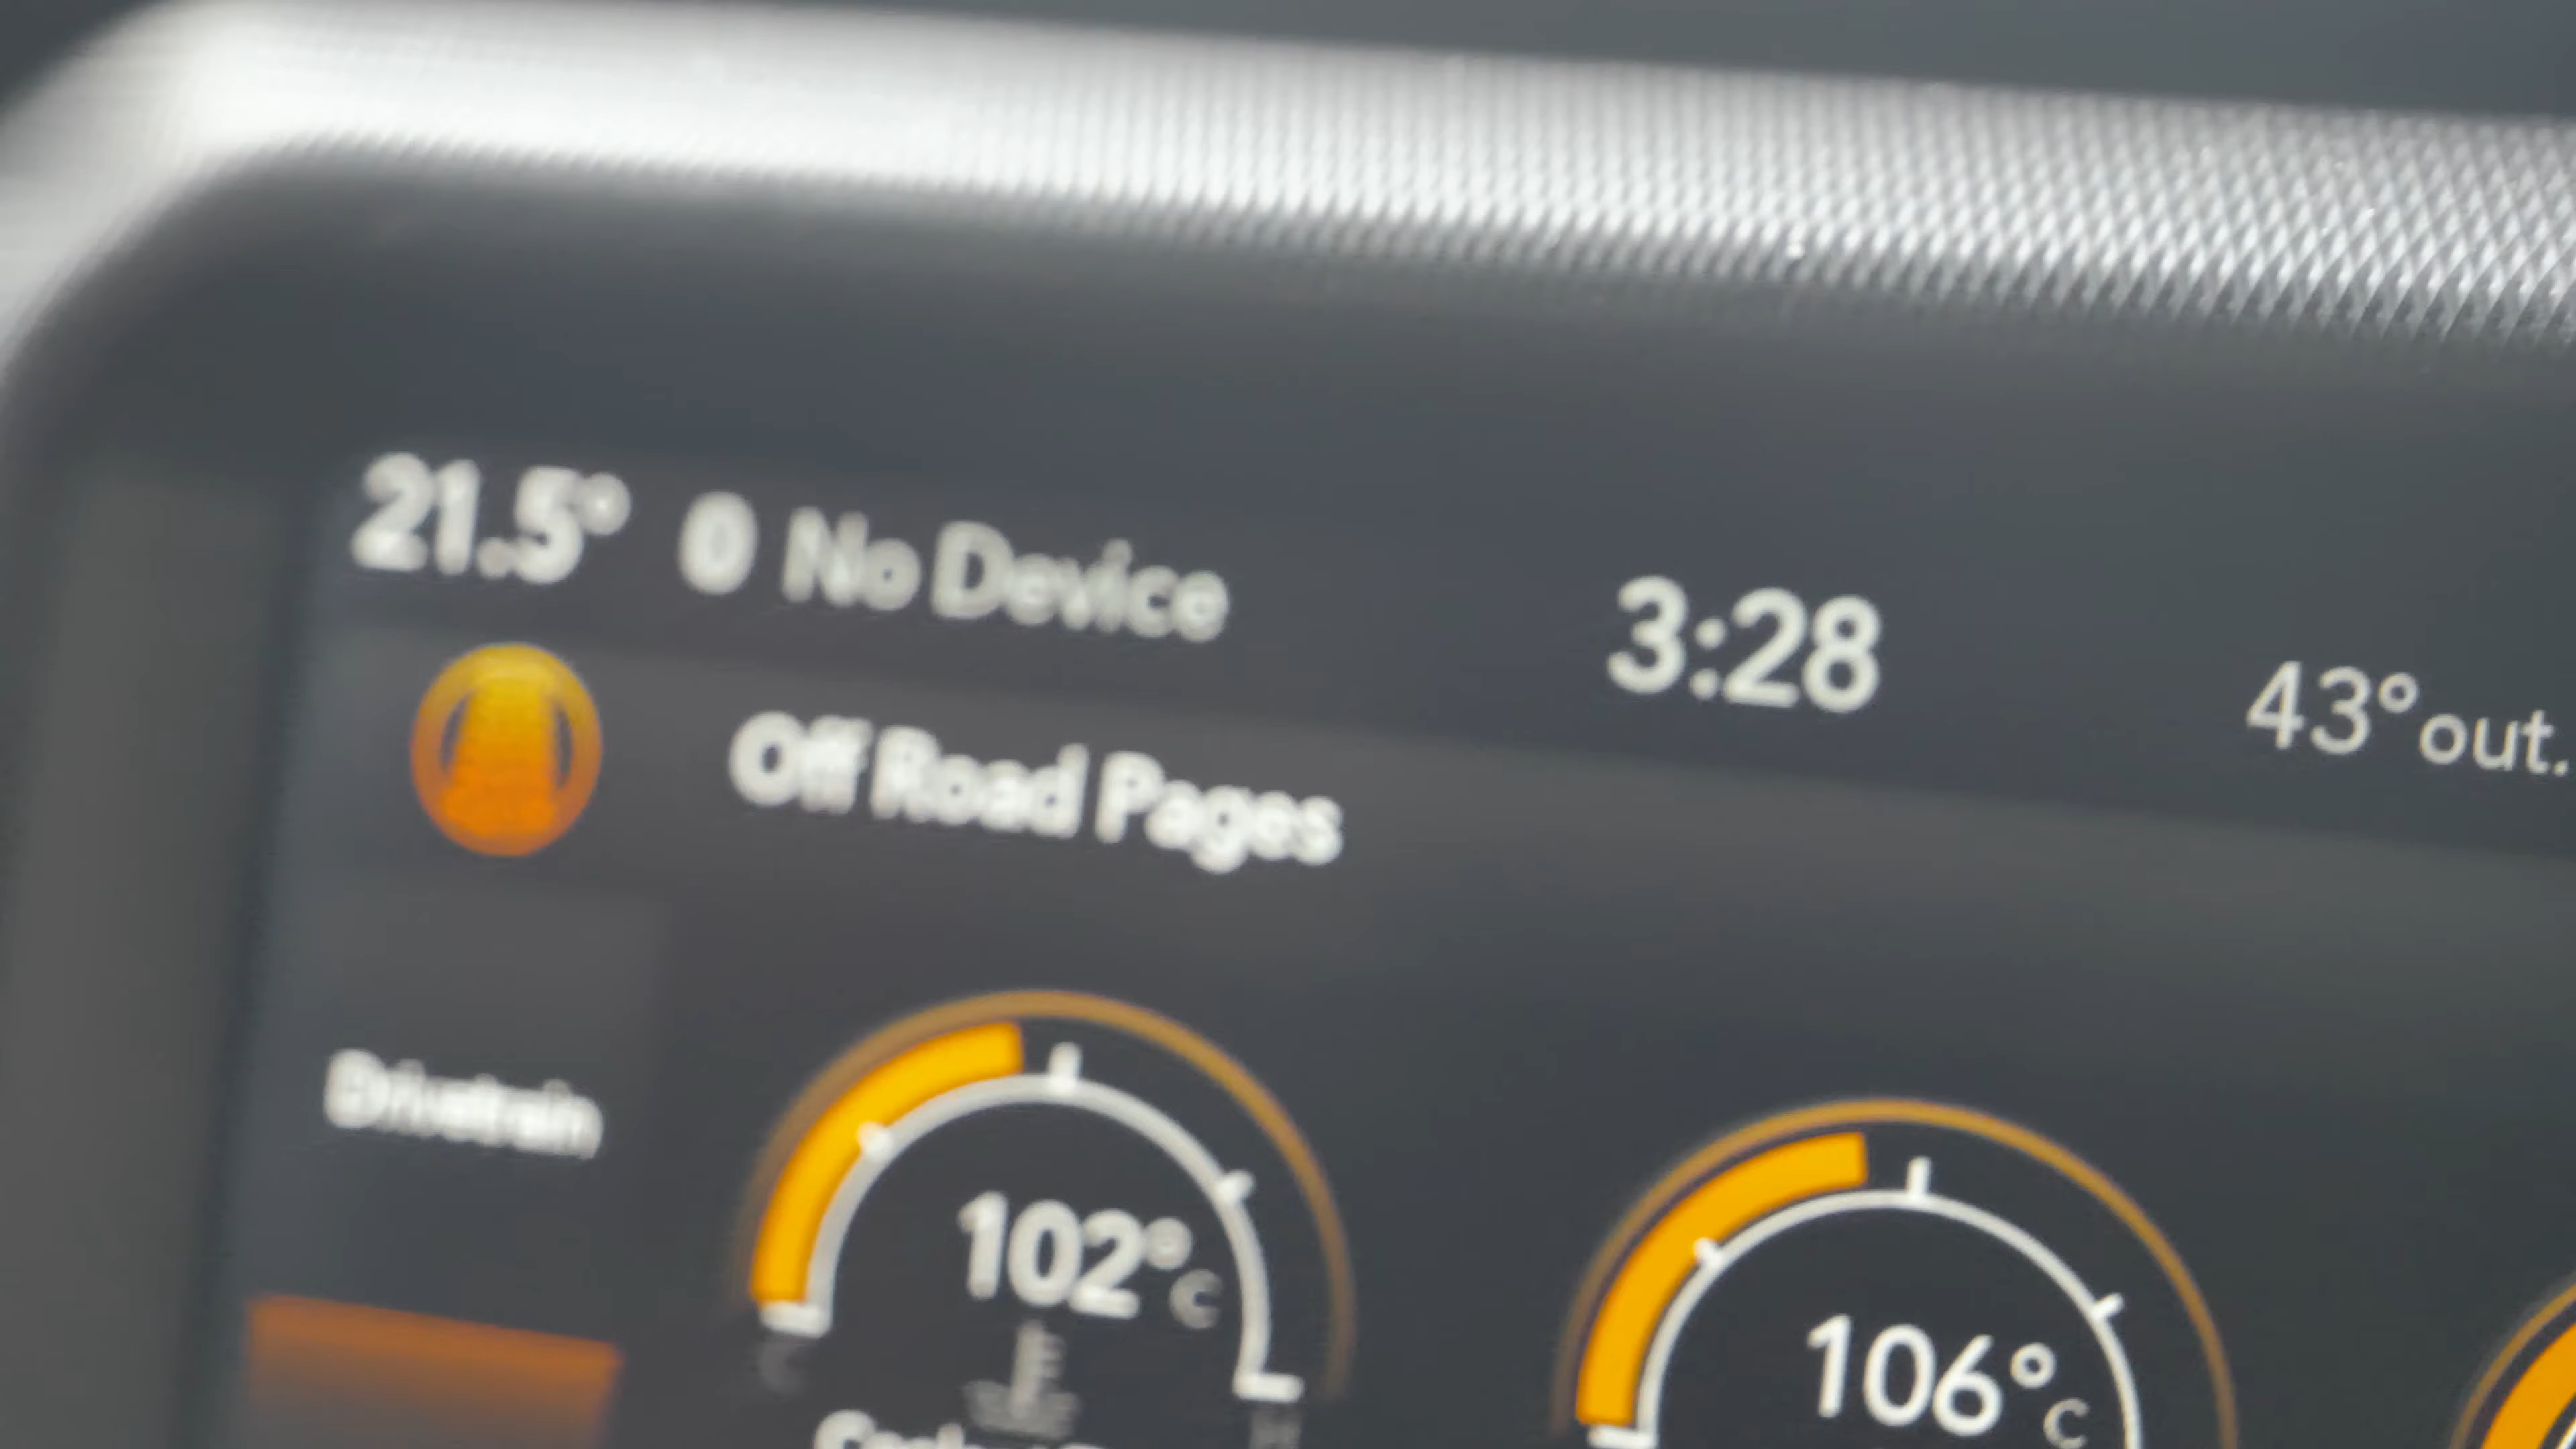 21.5° 0 No Device 3:28 43° out.
Off Road Pages
Drivetrain
102°C
106°C
C